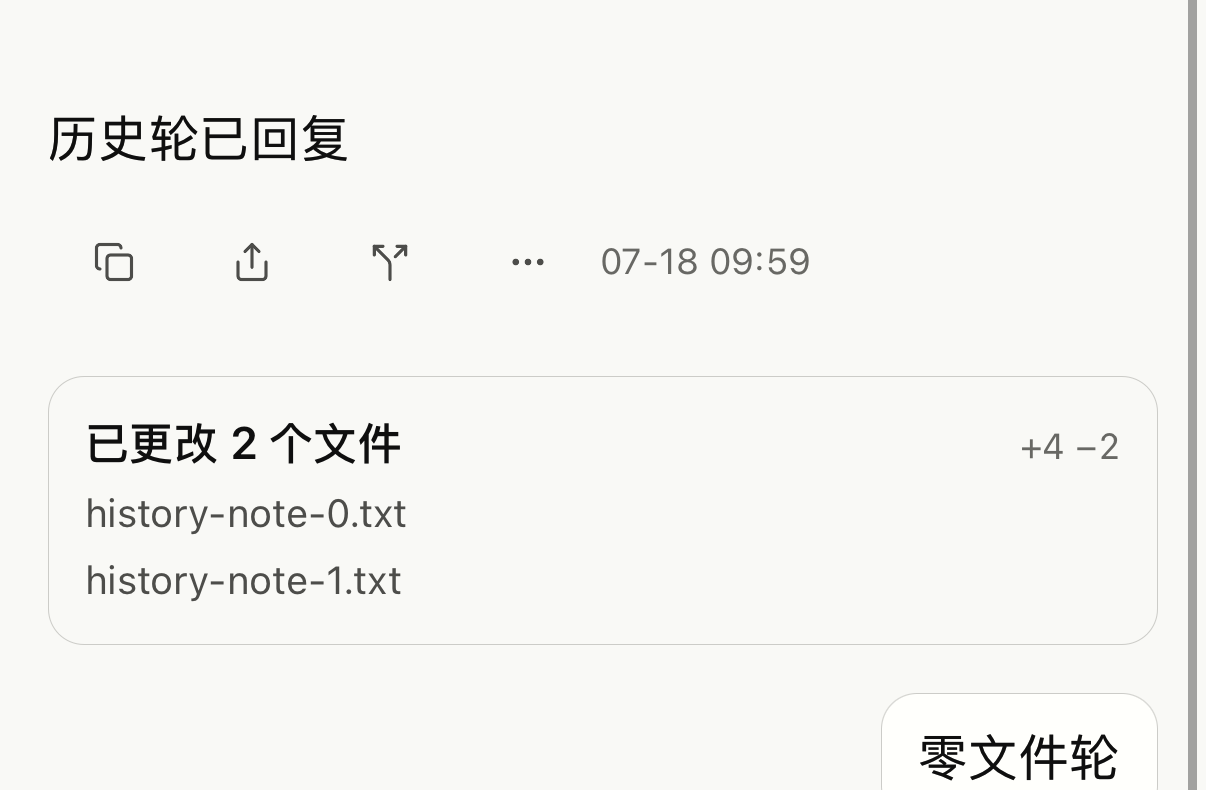 历史轮已回复
07-18 09:59
已更改 2 个文件
+4 −2
history-note-0.txt
history-note-1.txt
零文件轮